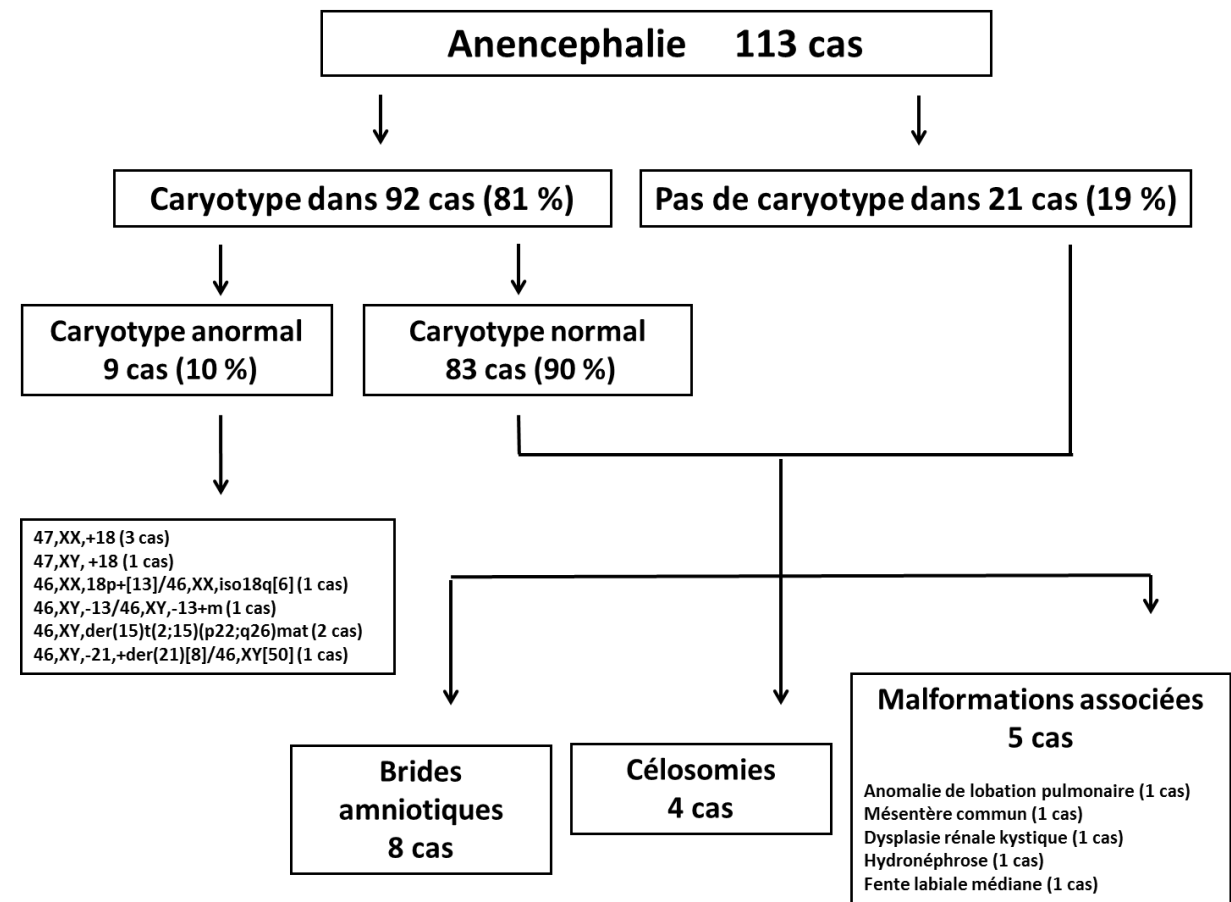 Anencephalie 113 cas
Caryotype dans 92 cas (81 %)
Pas de caryotype dans 21 cas (19 %)
Caryotype anormal
9 cas (10 %)
Caryotype normal
83 cas (90 %)
47,XX,+18 (3 cas)
47,XY, +18 (1 cas)
46,XX,18p+[13]/46,XX,iso18q[6] (1 cas)
46,XY,-13/46,XY,-13+m (1 cas)
46,XY,der(15)t(2;15)(p22;q26)mat (2 cas)
46,XY,-21,+der(21)[8]/46,XY[50] (1 cas)
Brides
amniotiques
8 cas
Célosomies
4 cas
Malformations associées
5 cas
Anomalie de lobation pulmonaire (1 cas)
Mésentère commun (1 cas)
Dysplasie rénale kystique (1 cas)
Hydronéphrose (1 cas)
Fente labiale médiane (1 cas)